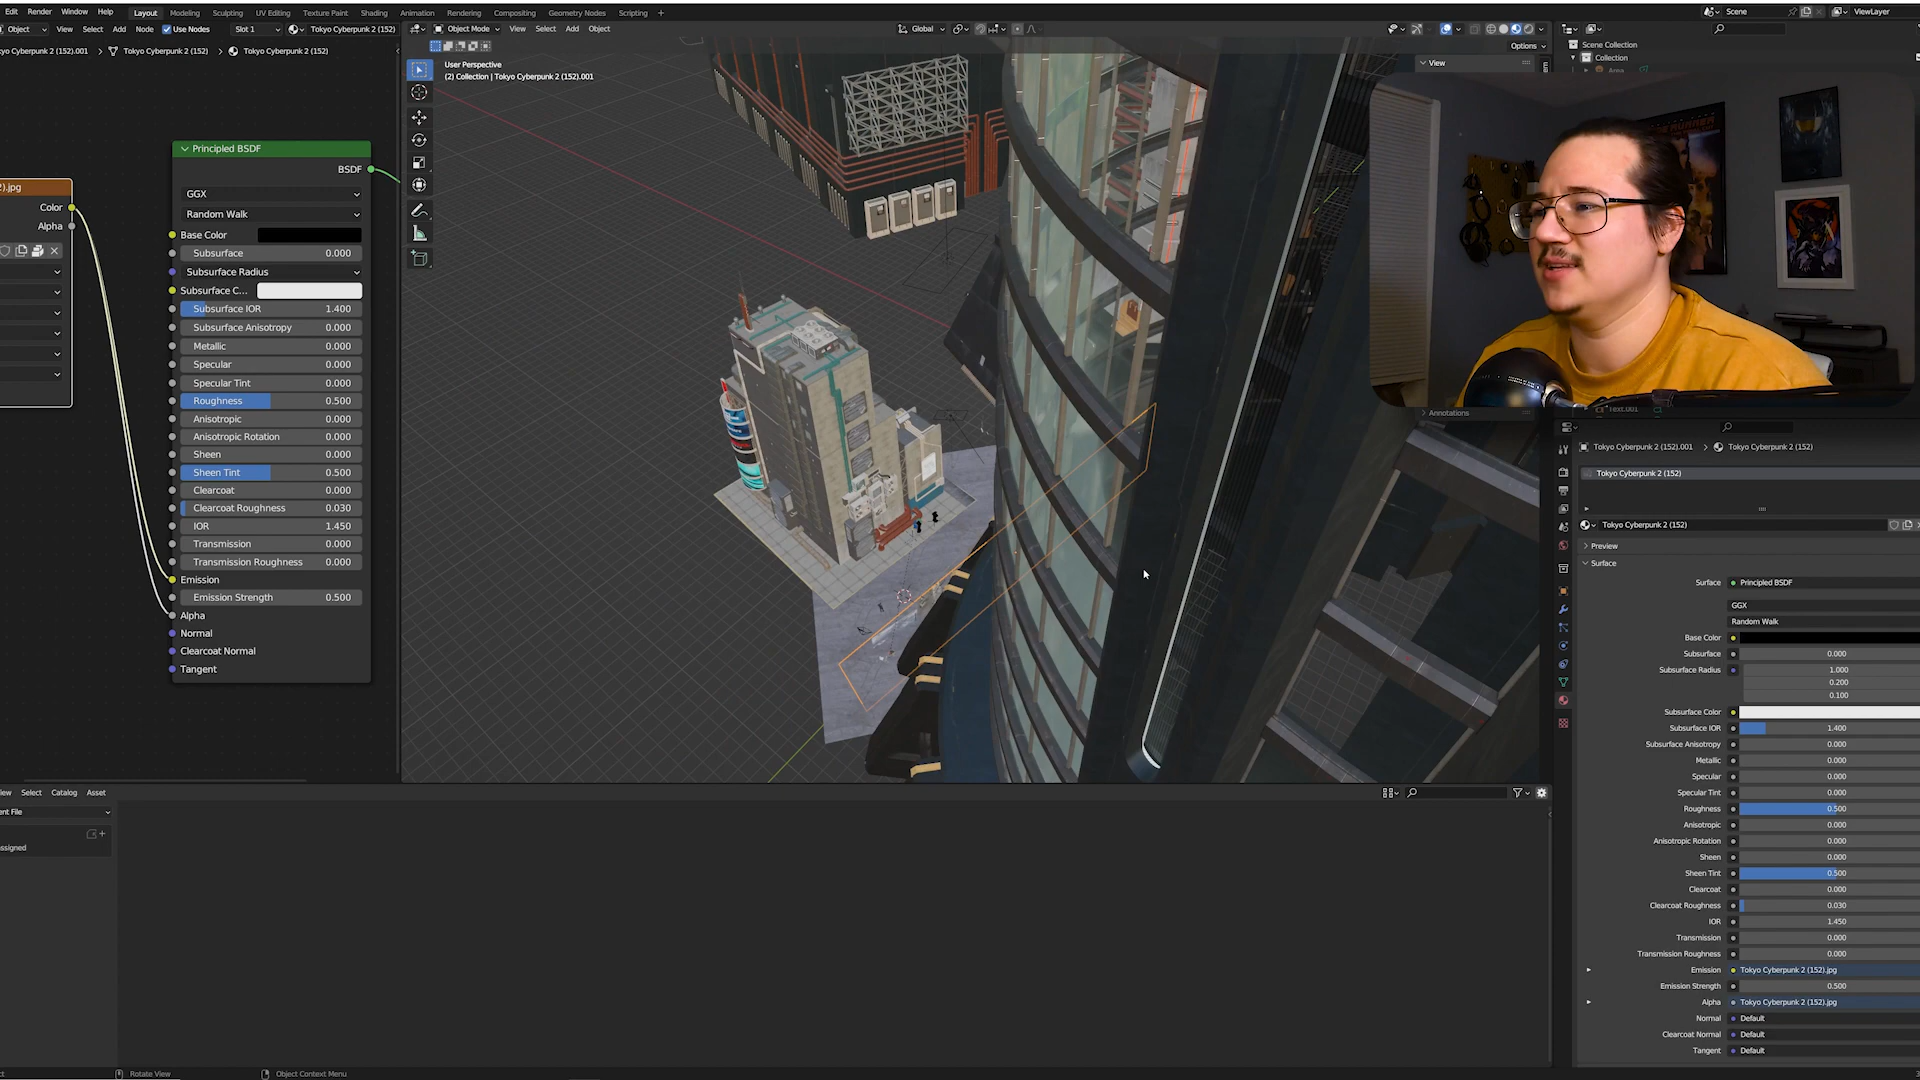 Edit Render Window Help Layout Modeling Sculpting UV Editing Texture Paint Shading Animation Rendering Compositing Geometry Nodes Scripting + Scene ViewLayer
Object View Select Add Node Use Nodes Slot 1 Tokyo Cyberpunk 2 (152) Object Mode View Select Add Object Global
yo Cyberpunk 2 (152).001 > Tokyo Cyberpunk 2 (152) > Tokyo Cyberpunk 2 (152)
Options
Scene Collection
Collection
User Perspective
(2) Collection | Tokyo Cyberpunk 2 (152).001
View
Principled BSDF
BSDF
2).jpg
Color
Alpha
GGX
Random Walk
Base Color
Subsurface 0.000
Subsurface Radius
Subsurface C...
Subsurface IOR 1.400
Subsurface Anisotropy 0.000
Metallic 0.000
Specular 0.000
Specular Tint 0.000
Roughness 0.500
Anisotropic 0.000
Anisotropic Rotation 0.000
Sheen 0.000
Sheen Tint 0.500
Clearcoat 0.000
Clearcoat Roughness 0.030
IOR 1.450
Transmission 0.000
Transmission Roughness 0.000
Emission
Emission Strength 0.500
Alpha
Normal
Clearcoat Normal
Tangent
Annotations
Text.001
Tokyo Cyberpunk 2 (152).001 > Tokyo Cyberpunk 2 (152)
Tokyo Cyberpunk 2 (152)
Tokyo Cyberpunk 2 (152)
Preview
Surface
Surface Principled BSDF
GGX
Random Walk
Base Color
Subsurface 0.000
Subsurface Radius 1.000
0.200
0.100
Subsurface Color
Subsurface IOR 1.400
Subsurface Anisotropy 0.000
Metallic 0.000
Specular 0.000
Specular Tint 0.000
Roughness 0.500
Anisotropic 0.000
Anisotropic Rotation 0.000
Sheen 0.000
Sheen Tint 0.500
Clearcoat 0.000
Clearcoat Roughness 0.030
IOR 1.450
Transmission 0.000
Transmission Roughness 0.000
Emission Tokyo Cyberpunk 2 (152).jpg
Emission Strength 0.500
Alpha Tokyo Cyberpunk 2 (152).jpg
Normal Default
Clearcoat Normal Default
Tangent Default
iew Select Catalog Asset
ent File
ssigned
ct Rotate View Object Context Menu